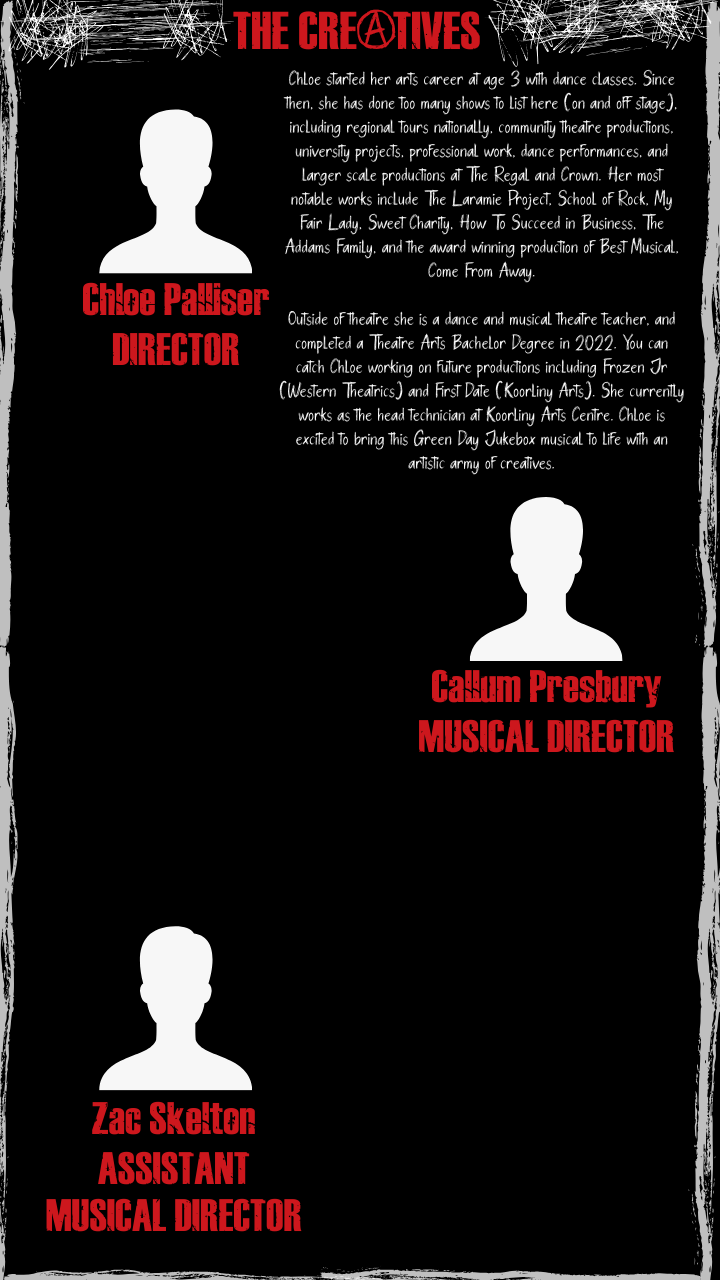 THE CREATIVES
Chloe started her arts career at age 3 with dance classes. Since
then, she has done too many shows to list here (on and off stage),
including regional tours nationally, community theatre productions,
university projects, professional work, dance performances, and
larger scale productions at The Regal and Crown. Her most
notable works include The Laramie Project, School of Rock, My
Fair Lady, Sweet Charity, How To Succeed in Business, The
Addams Family, and the award winning production of Best Musical,
Come From Away.
Chloe Palliser
DIRECTOR
Outside of theatre she is a dance and musical theatre teacher, and
completed a Theatre Arts Bachelor Degree in 2022. You can
catch Chloe working on future productions including Frozen Jr
(Western Theatrics) and First Date (Koorliny Arts). She currently
works as the head technician at Koorliny Arts Centre. Chloe is
excited to bring this Green Day Jukebox musical to life with an
artistic army of creatives.
Callum Presbury
MUSICAL DIRECTOR
Zac Skelton
ASSISTANT
MUSICAL DIRECTOR